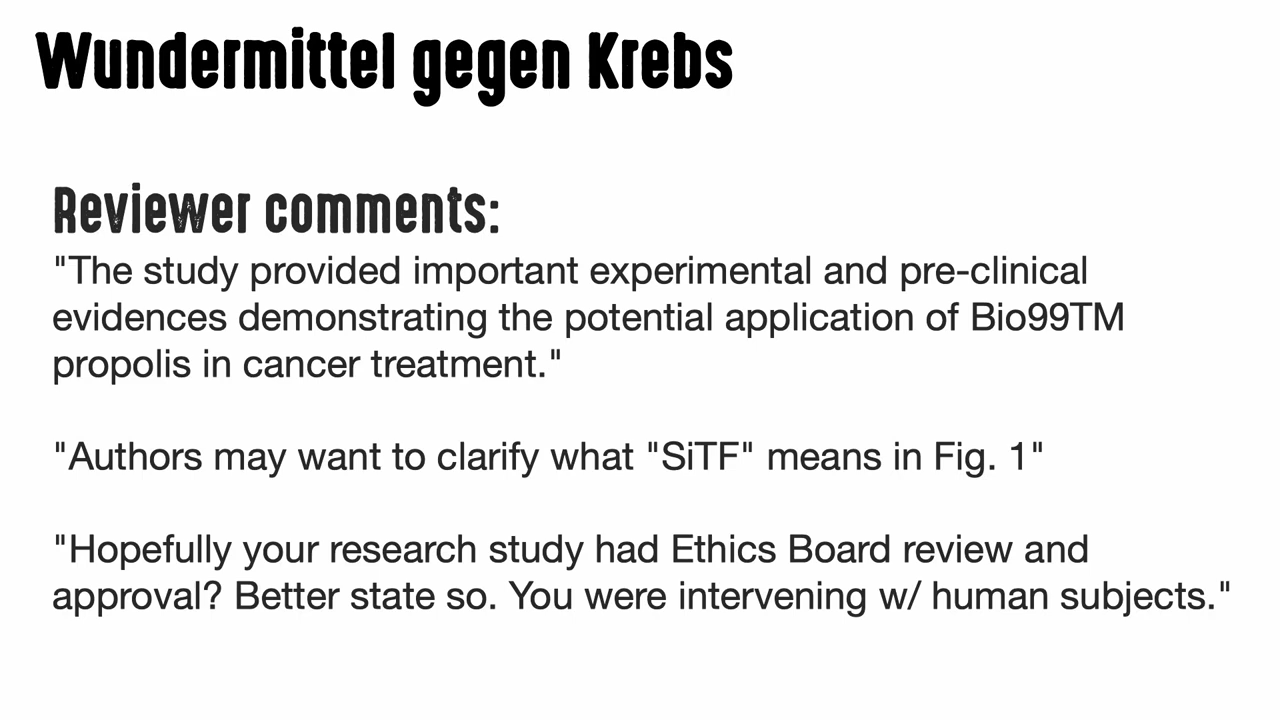 Wundermittel gegen Krebs
Reviewer comments:
"The study provided important experimental and pre-clinical
evidences demonstrating the potential application of Bio99TM
propolis in cancer treatment."
"Authors may want to clarify what "SiTF" means in Fig. 1"
"Hopefully your research study had Ethics Board review and
approval? Better state so. You were intervening w/ human subjects."